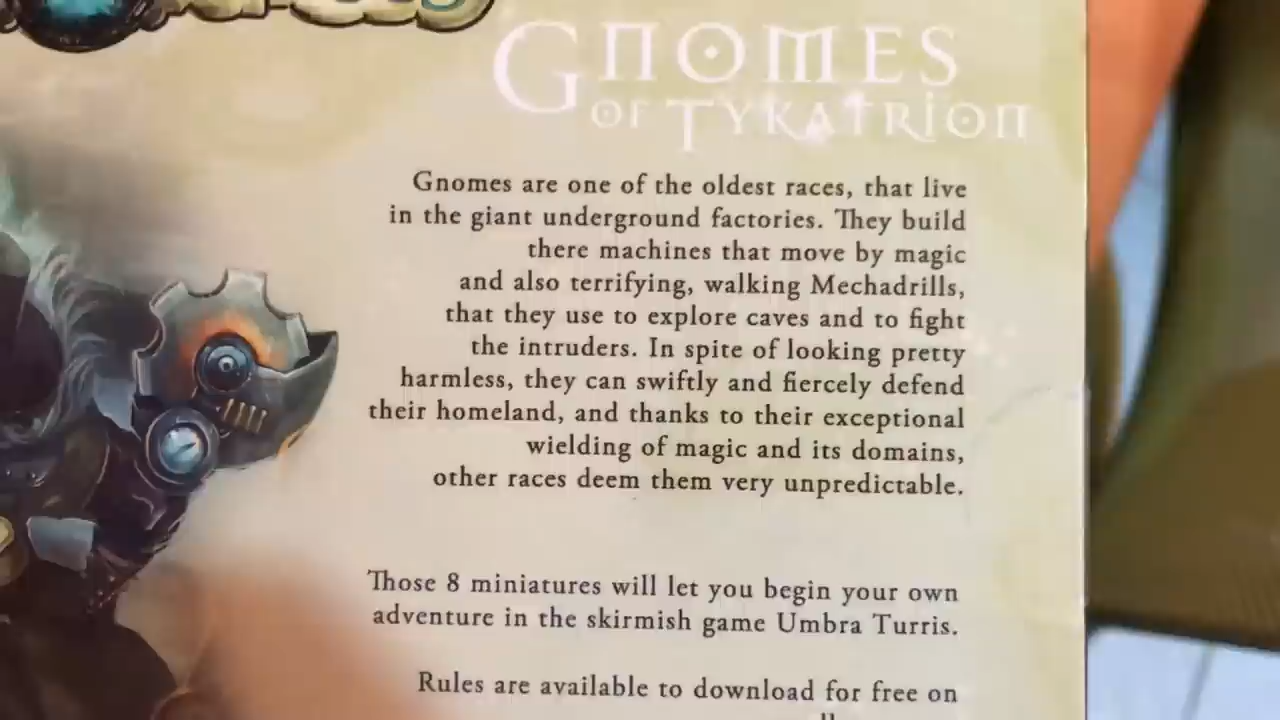 GNOMES
OF TYKATRION
Gnomes are one of the oldest races, that live
in the giant underground factories. They build
there machines that move by magic
and also terrifying, walking Mechadrills,
that they use to explore caves and to fight
the intruders. In spite of looking pretty
harmless, they can swiftly and fiercely defend
their homeland, and thanks to their exceptional
wielding of magic and its domains,
other races deem them very unpredictable.
Those 8 miniatures will let you begin your own
adventure in the skirmish game Umbra Turris.
Rules are available to download for free on